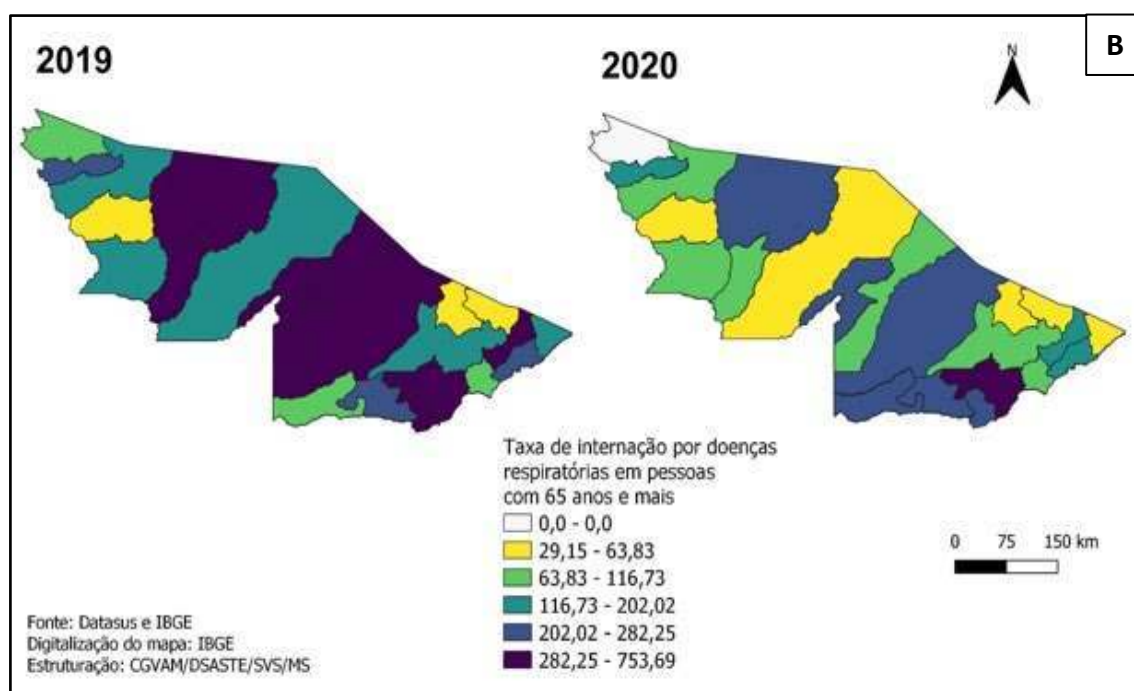 B
2019
2020
N
Taxa de internação por doenças
respiratórias em pessoas
com 65 anos e mais
0,0 - 0,0
29,15 - 63,83
63,83 - 116,73
116,73 - 202,02
202,02 - 282,25
282,25 - 753,69
0 75 150 km
Fonte: Datasus e IBGE
Digitalização do mapa: IBGE
Estruturação: CGVAM/DSASTE/SVS/MS